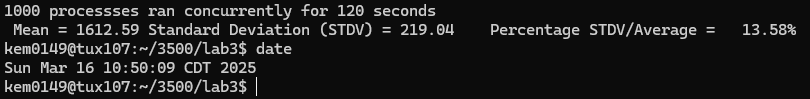 1000 processses ran concurrently for 120 seconds
 Mean = 1612.59 Standard Deviation (STDV) = 219.04    Percentage STDV/Average =   13.58%
kem0149@tux107:~/3500/lab3$ date
Sun Mar 16 10:50:09 CDT 2025
kem0149@tux107:~/3500/lab3$